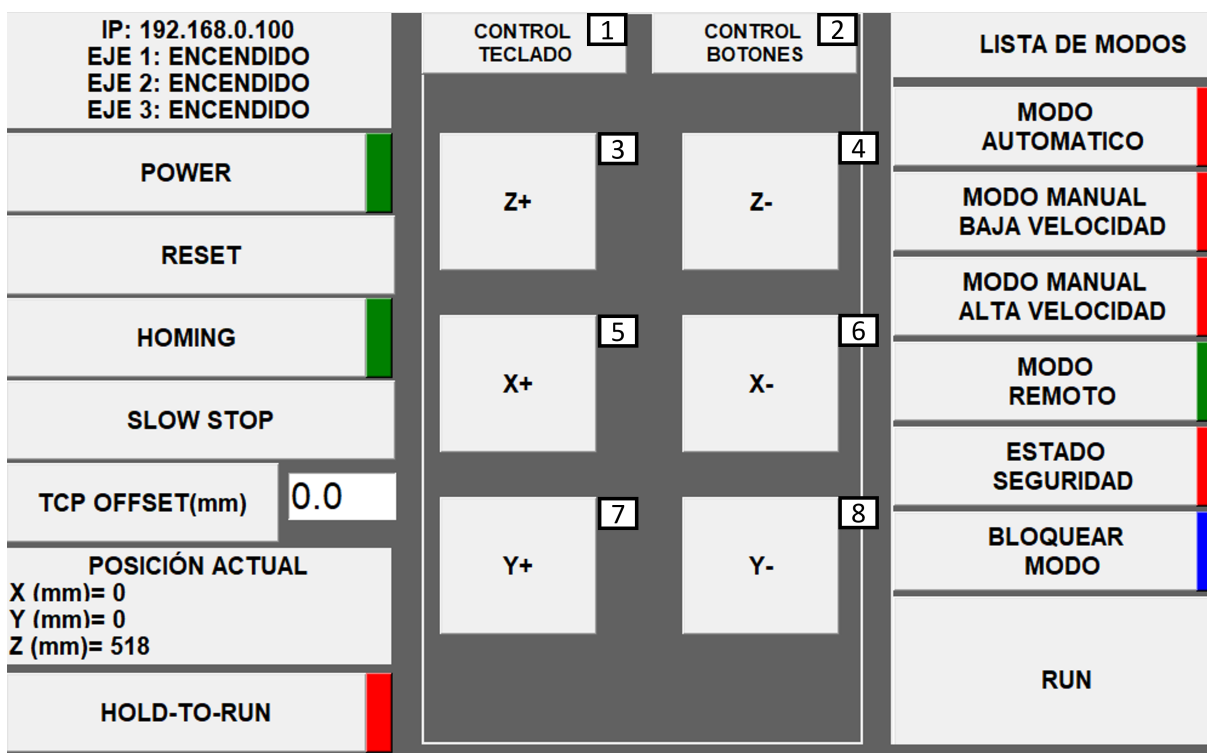 IP: 192.168.0.100
EJE 1: ENCENDIDO
EJE 2: ENCENDIDO
EJE 3: ENCENDIDO
POWER
RESET
HOMING
SLOW STOP
TCP OFFSET(mm)
0.0
POSICIÓN ACTUAL
X (mm)= 0
Y (mm)= 0
Z (mm)= 518
HOLD-TO-RUN
CONTROL
TECLADO
1
CONTROL
BOTONES
2
Z+
3
Z-
4
X+
5
X-
6
Y+
7
Y-
8
LISTA DE MODOS
MODO
AUTOMATICO
MODO MANUAL
BAJA VELOCIDAD
MODO MANUAL
ALTA VELOCIDAD
MODO
REMOTO
ESTADO
SEGURIDAD
BLOQUEAR
MODO
RUN